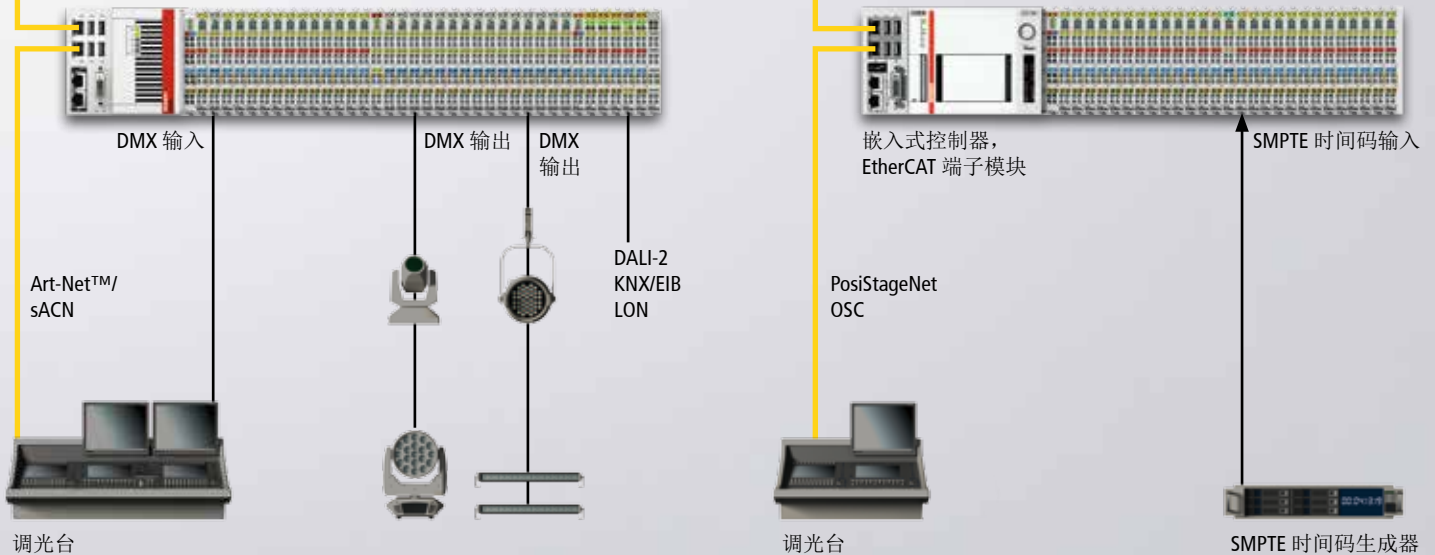 DMX 输入
DMX 输出
DMX
输出
嵌入式控制器，
EtherCAT 端子模块
SMPTE 时间码输入
Art-Net™/
sACN
DALI-2
KNX/EIB
LON
PosiStageNet
OSC
调光台
调光台
SMPTE 时间码生成器